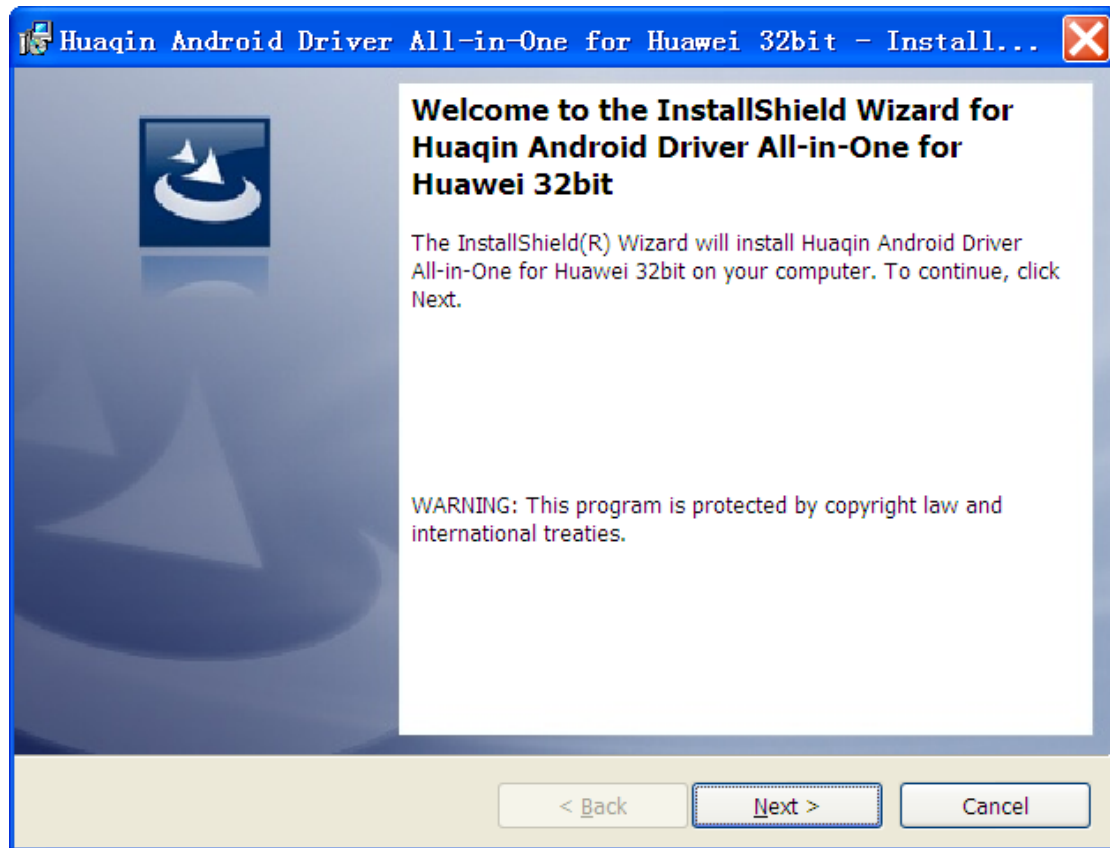 Huaqin Android Driver All-in-One for Huawei 32bit - Install...
Welcome to the InstallShield Wizard for
Huaqin Android Driver All-in-One for
Huawei 32bit
The InstallShield(R) Wizard will install Huaqin Android Driver
All-in-One for Huawei 32bit on your computer. To continue, click
Next.
WARNING: This program is protected by copyright law and
international treaties.
< Back Next > Cancel